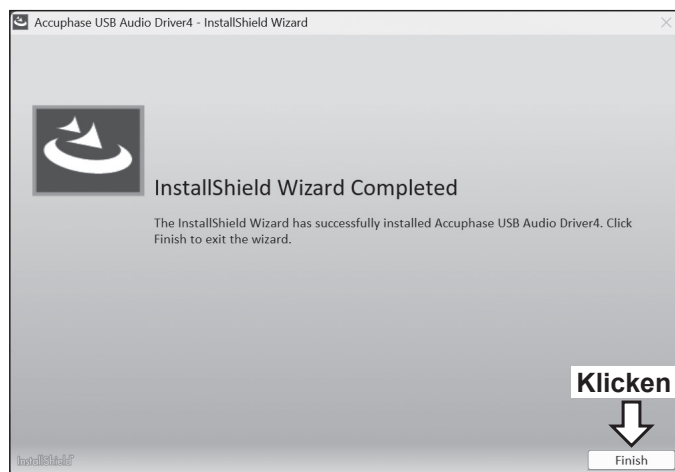 Accuphase USB Audio Driver4 - InstallShield Wizard
InstallShield Wizard Completed
The InstallShield Wizard has successfully installed Accuphase USB Audio Driver4. Click
Finish to exit the wizard.
Klicken
InstallShield
Finish